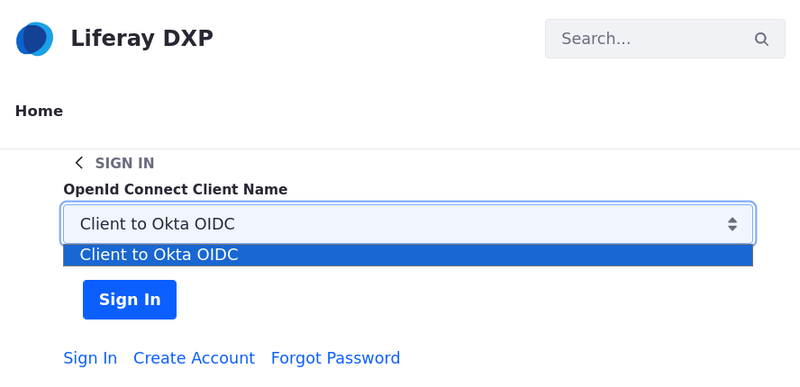 Liferay DXP
Search...
Home
SIGN IN
OpenId Connect Client Name
Client to Okta OIDC
Client to Okta OIDC
Sign In
Sign In Create Account Forgot Password